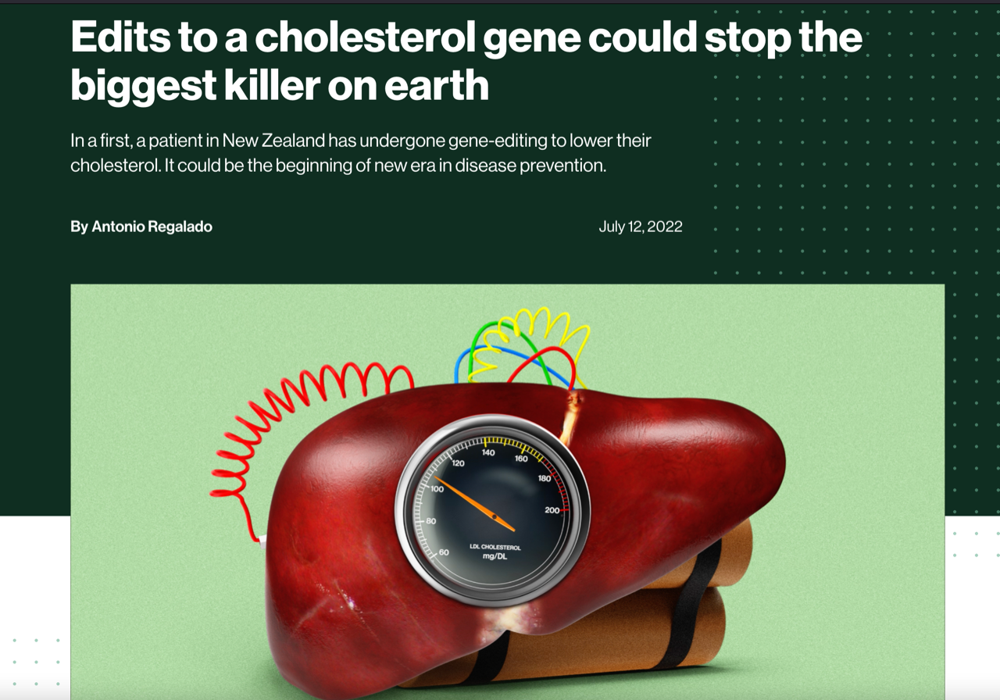 Edits to a cholesterol gene could stop the
biggest killer on earth
In a first, a patient in New Zealand has undergone gene-editing to lower their
cholesterol. It could be the beginning of new era in disease prevention.
By Antonio Regalado
July 12, 2022
60
80
100
120
140
160
180
200
LDL CHOLESTEROL
mg/DL